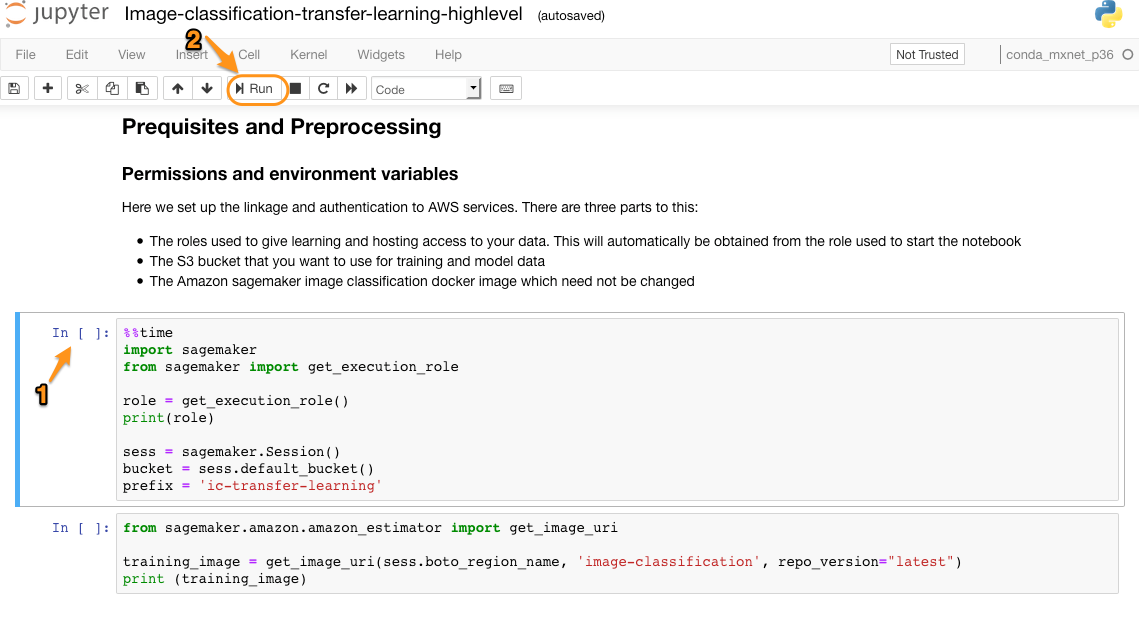 jupyter Image-classification-transfer-learning-highlevel (autosaved)
2
File Edit View Insert Cell Kernel Widgets Help Not Trusted conda_mxnet_p36
Run Code
Prequisites and Preprocessing
Permissions and environment variables
Here we set up the linkage and authentication to AWS services. There are three parts to this:
• The roles used to give learning and hosting access to your data. This will automatically be obtained from the role used to start the notebook
• The S3 bucket that you want to use for training and model data
• The Amazon sagemaker image classification docker image which need not be changed
In [ ]: %%time
import sagemaker
from sagemaker import get_execution_role
1
role = get_execution_role()
print(role)
sess = sagemaker.Session()
bucket = sess.default_bucket()
prefix = 'ic-transfer-learning'
In [ ]: from sagemaker.amazon.amazon_estimator import get_image_uri
training_image = get_image_uri(sess.boto_region_name, 'image-classification', repo_version="latest")
print (training_image)